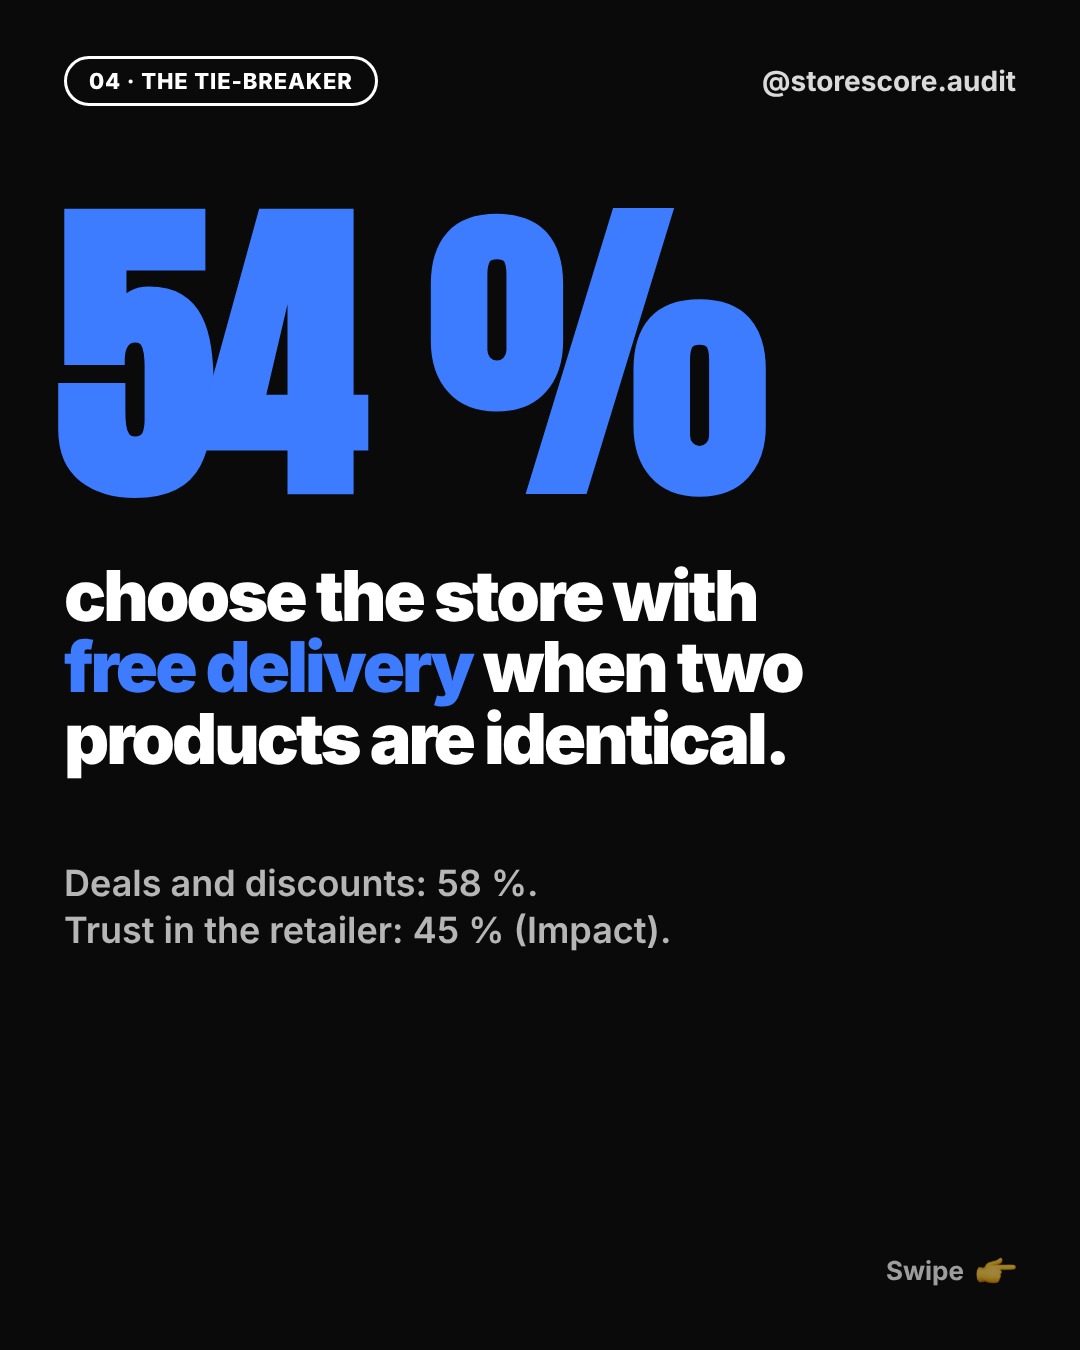 04 · THE TIE-BREAKER
@storescore.audit
54 %
choose the store with
free delivery when two
products are identical.
Deals and discounts: 58 %.
Trust in the retailer: 45 % (Impact).
Swipe 👉